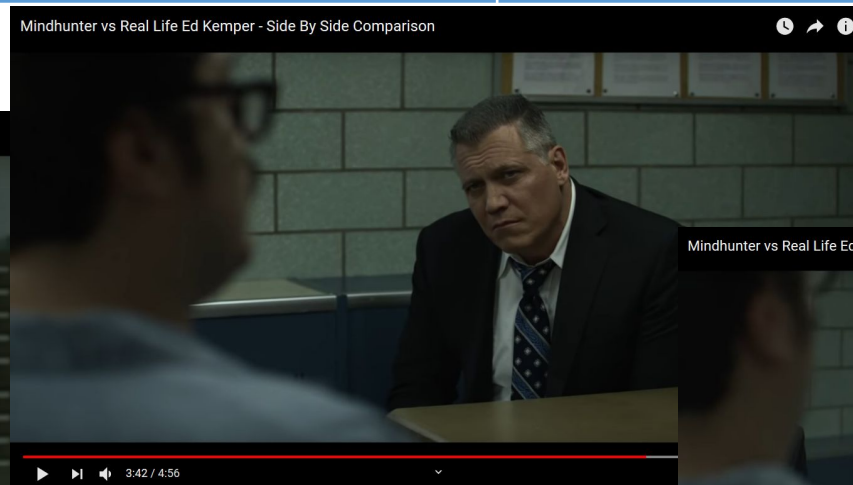 Mindhunter vs Real Life Ed Kemper - Side By Side Comparison
Mindhunter vs Real Life Ed
3:42 / 4:56